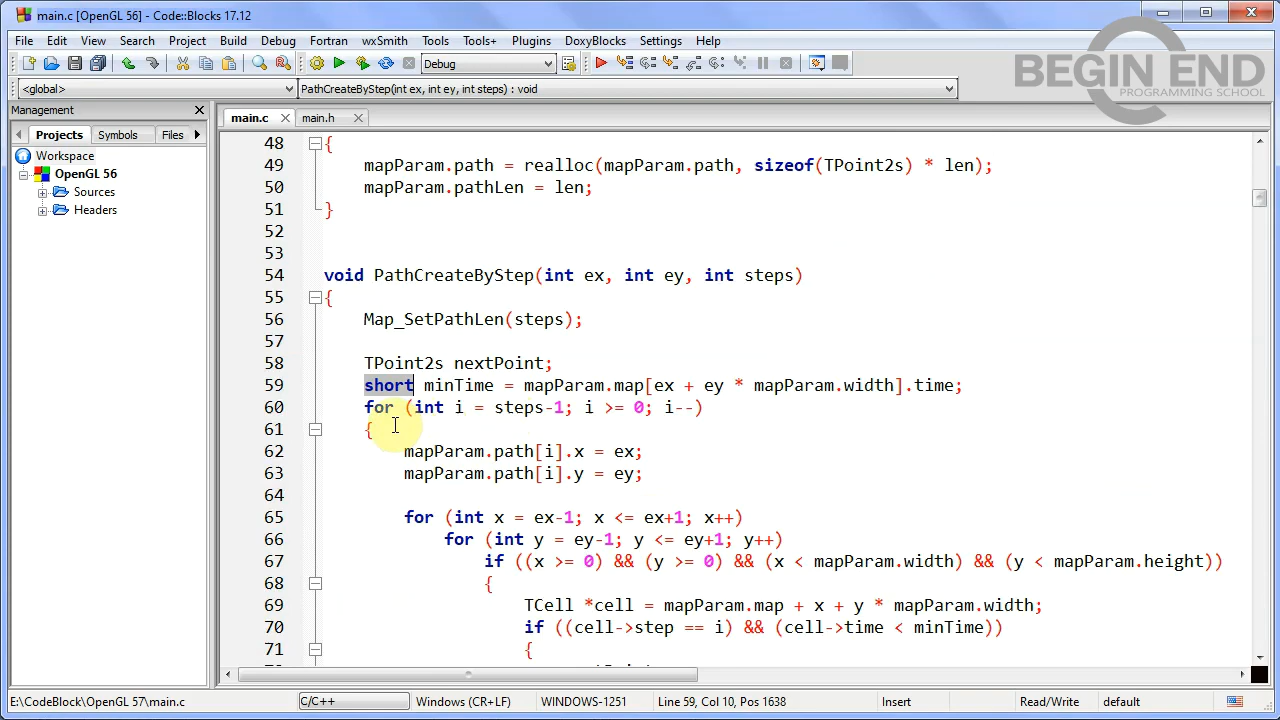 main.c [OpenGL 56] - Code::Blocks 17.12
File Edit View Search Project Build Debug Fortran wxSmith Tools Tools+ Plugins DoxyBlocks Settings Help
BEGIN END
PROGRAMMING SCHOOL
Debug
<global> PathCreateByStep(int ex, int ey, int steps) : void
Management
main.c main.h
Projects Symbols Files
Workspace
OpenGL 56
Sources
Headers
48 {
49 mapParam.path = realloc(mapParam.path, sizeof(TPoint2s) * len);
50 mapParam.pathLen = len;
51 }
52
53
54 void PathCreateByStep(int ex, int ey, int steps)
55 {
56 Map_SetPathLen(steps);
57
58 TPoint2s nextPoint;
59 short minTime = mapParam.map[ex + ey * mapParam.width].time;
60 for (int i = steps-1; i >= 0; i--)
61 {
62 mapParam.path[i].x = ex;
63 mapParam.path[i].y = ey;
64
65 for (int x = ex-1; x <= ex+1; x++)
66 for (int y = ey-1; y <= ey+1; y++)
67 if ((x >= 0) && (y >= 0) && (x < mapParam.width) && (y < mapParam.height))
68 {
69 TCell *cell = mapParam.map + x + y * mapParam.width;
70 if ((cell->step == i) && (cell->time < minTime))
71 {
E:\CodeBlock\OpenGL 57\main.c C/C++ Windows (CR+LF) WINDOWS-1251 Line 59, Col 10, Pos 1638 Insert Read/Write default